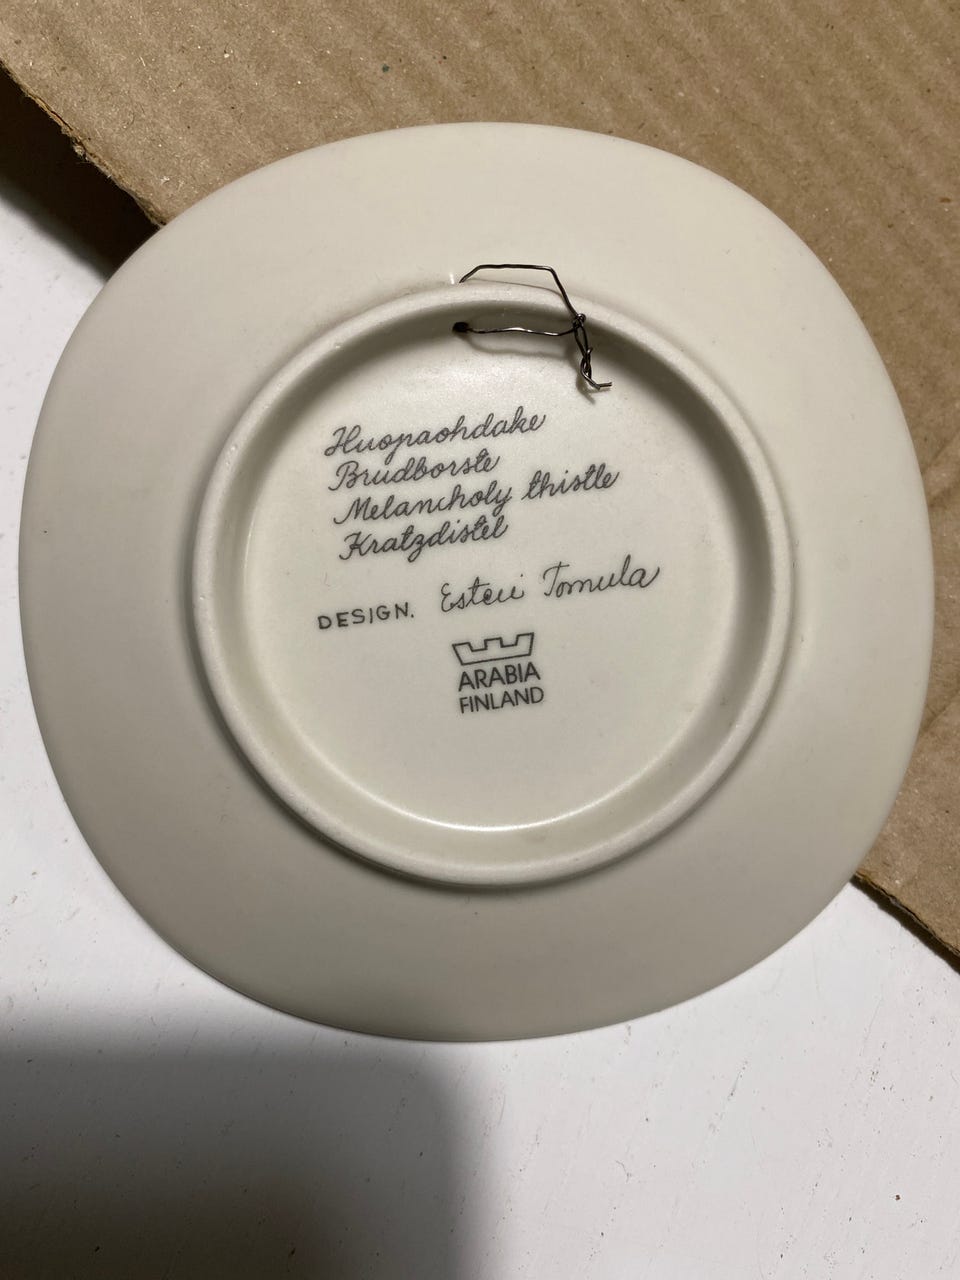 Huopaohdake
Brudborste
Melancholy thistle
Kratzdistel
DESIGN. Esteri Tomula
ARABIA
FINLAND